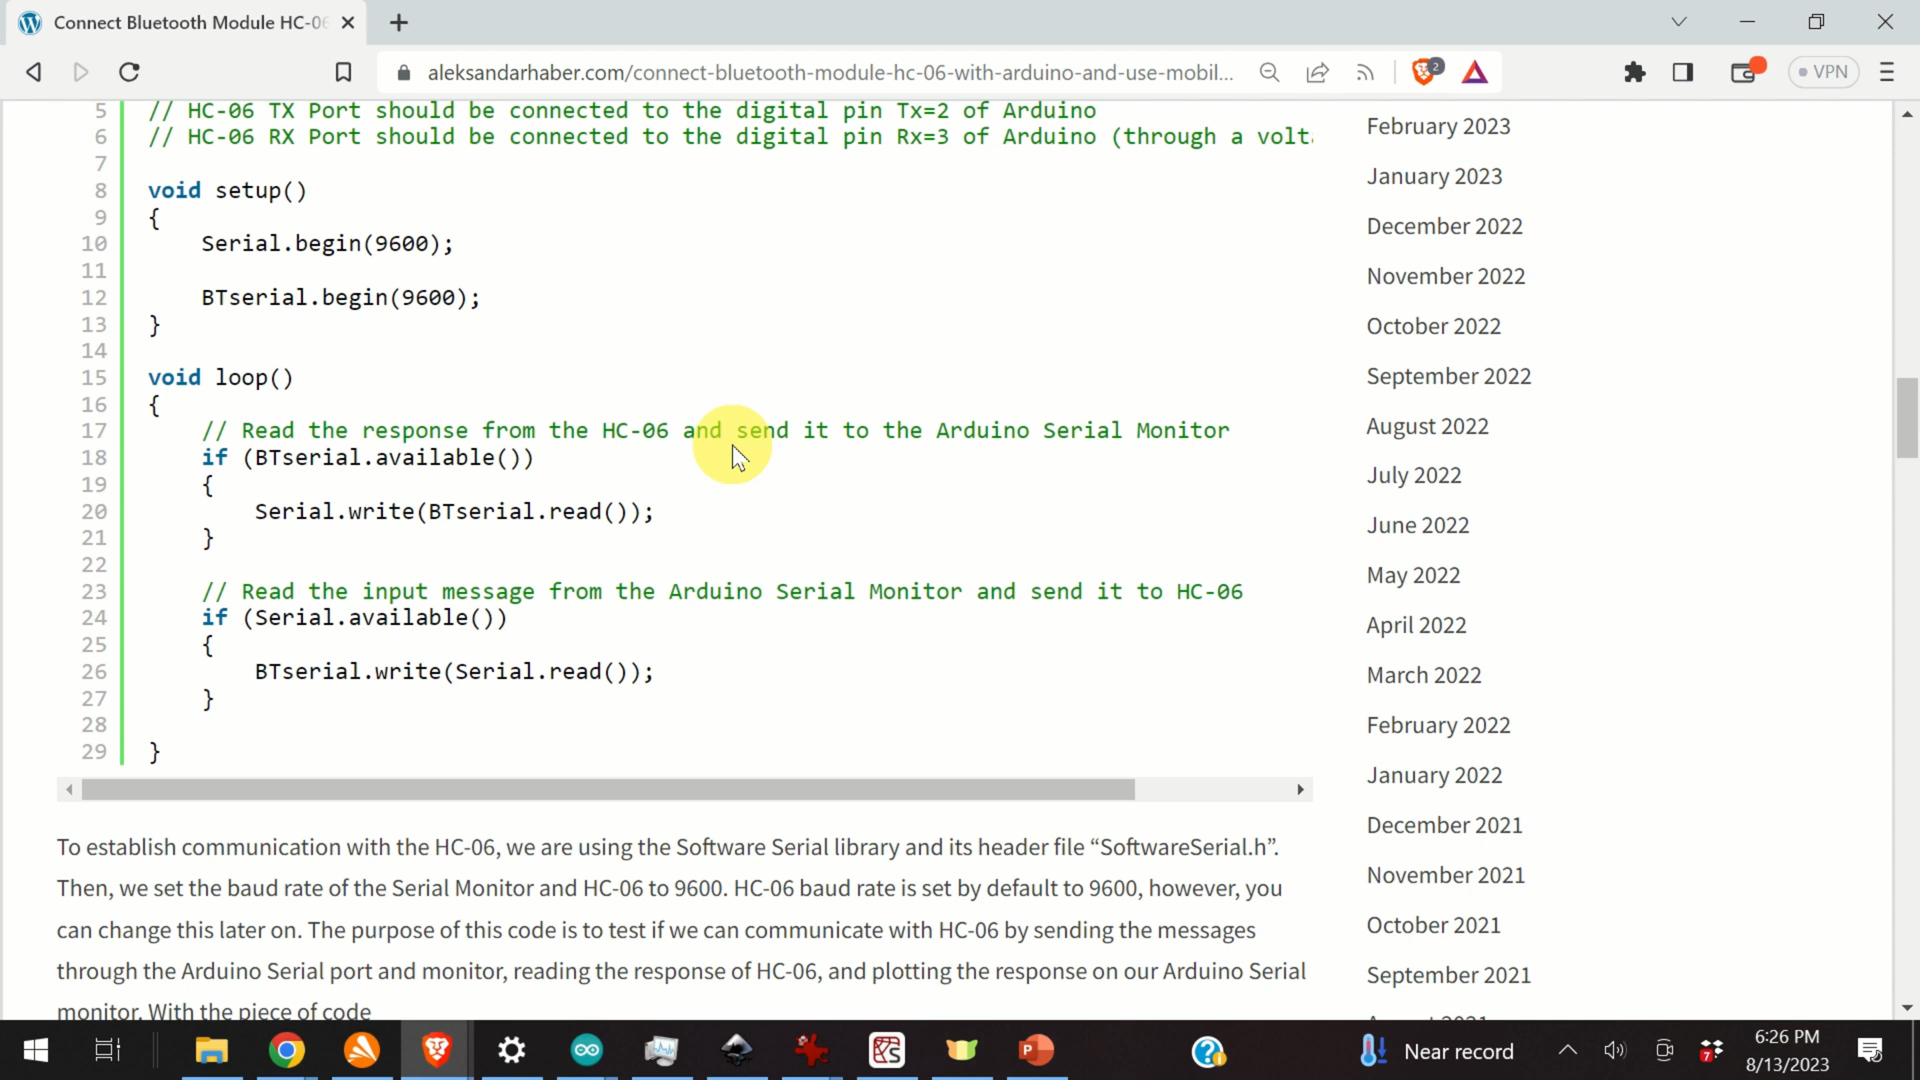 Connect Bluetooth Module HC-06
aleksandarhaber.com/connect-bluetooth-module-hc-06-with-arduino-and-use-mobil...
2
VPN
5 // HC-06 TX Port should be connected to the digital pin Tx=2 of Arduino
6 // HC-06 RX Port should be connected to the digital pin Rx=3 of Arduino (through a volt
7
8 void setup()
9 {
10 Serial.begin(9600);
11
12 BTserial.begin(9600);
13 }
14
15 void loop()
16 {
17 // Read the response from the HC-06 and send it to the Arduino Serial Monitor
18 if (BTserial.available())
19 {
20 Serial.write(BTserial.read());
21 }
22
23 // Read the input message from the Arduino Serial Monitor and send it to HC-06
24 if (Serial.available())
25 {
26 BTserial.write(Serial.read());
27 }
28
29 }
To establish communication with the HC-06, we are using the Software Serial library and its header file “SoftwareSerial.h”.
Then, we set the baud rate of the Serial Monitor and HC-06 to 9600. HC-06 baud rate is set by default to 9600, however, you
can change this later on. The purpose of this code is to test if we can communicate with HC-06 by sending the messages
through the Arduino Serial port and monitor, reading the response of HC-06, and plotting the response on our Arduino Serial
monitor. With the piece of code
February 2023
January 2023
December 2022
November 2022
October 2022
September 2022
August 2022
July 2022
June 2022
May 2022
April 2022
March 2022
February 2022
January 2022
December 2021
November 2021
October 2021
September 2021
Near record
7
6:26 PM
8/13/2023